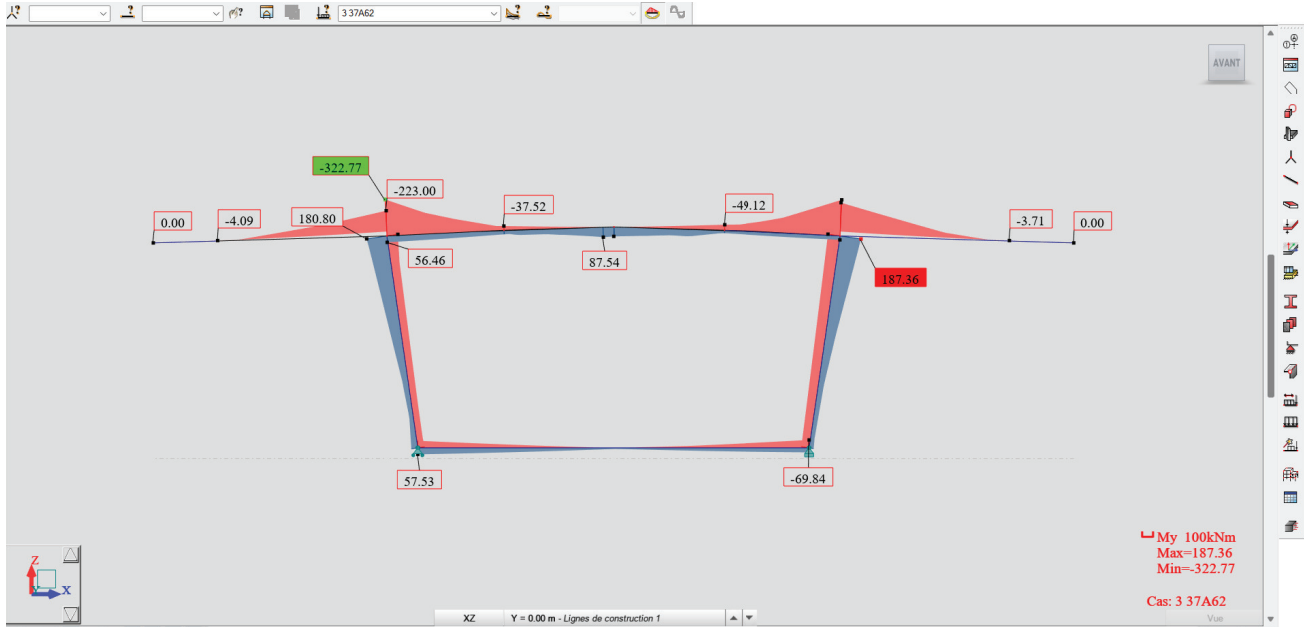 3 37A62
AVANT
-322.77
-223.00
-37.52
-49.12
0.00
-4.09
180.80
-3.71
0.00
56.46
87.54
187.36
57.53
-69.84
My 100kNm
Max=187.36
Min=-322.77
Cas: 3 37A62
Z
X
XZ
Y = 0.00 m - Lignes de construction 1
Vue